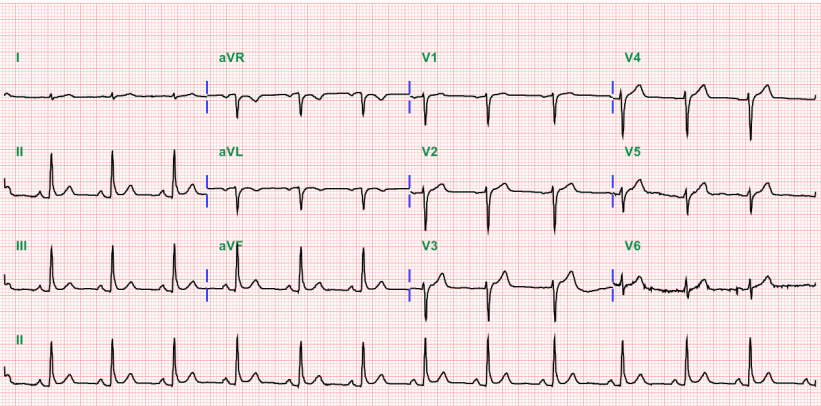 I aVR V1 V4
II aVL V2 V5
III aVF V3 V6
II